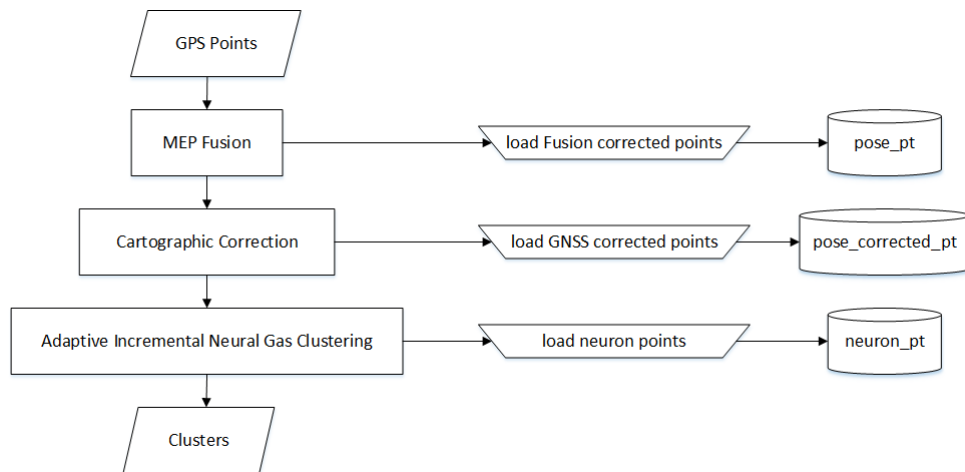 GPS Points
MEP Fusion
load Fusion corrected points
pose_pt
Cartographic Correction
load GNSS corrected points
pose_corrected_pt
Adaptive Incremental Neural Gas Clustering
load neuron points
neuron_pt
Clusters